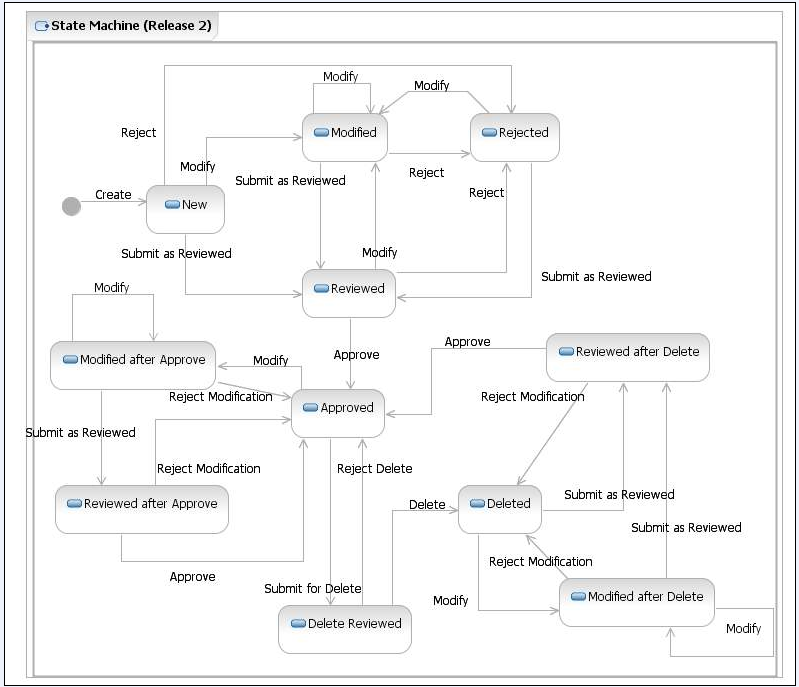 State Machine (Release 2)
Modify
Modify
Reject
Modified
Rejected
Modify
Reject
Submit as Reviewed
Reject
Create
New
Submit as Reviewed
Modify
Submit as Reviewed
Modify
Reviewed
Approve
Approve
Reviewed after Delete
Modified after Approve
Modify
Reject Modification
Reject Modification
Approved
Submit as Reviewed
Reject Modification
Reject Delete
Submit as Reviewed
Reviewed after Approve
Delete
Deleted
Submit as Reviewed
Reject Modification
Approve
Submit for Delete
Modify
Modified after Delete
Delete Reviewed
Modify